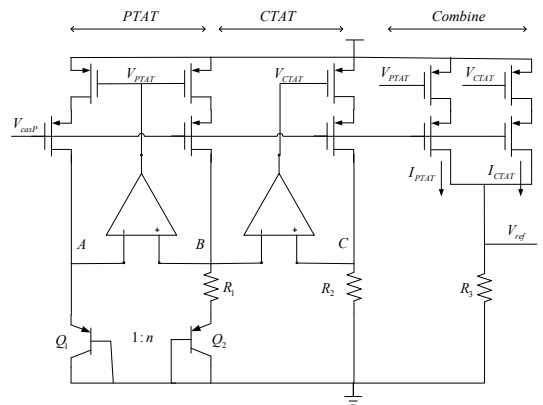 PTAT CTAT Combine
V_PTAT V_CTAT V_PTAT V_CTAT
V_casP
I_PTAT I_CTAT
- + - +
A B C V_ref
R_1 R_2 R_3
Q_1 1:n Q_2